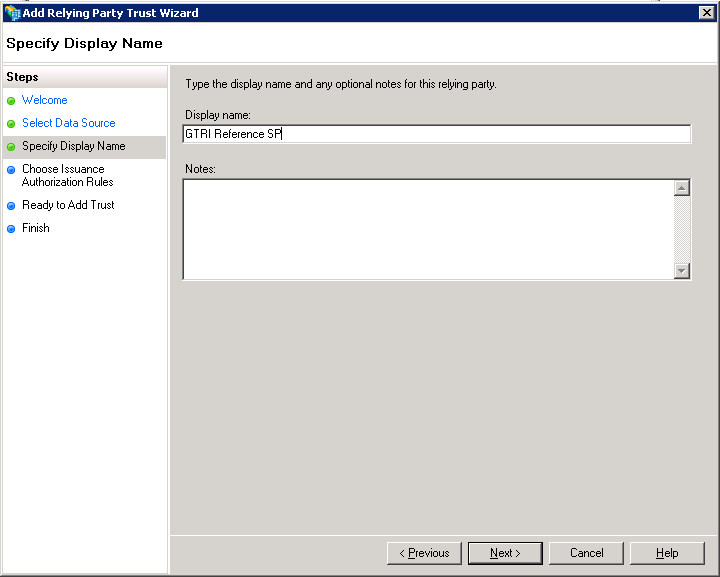 Add Relying Party Trust Wizard
Specify Display Name
Steps
Welcome
Select Data Source
Specify Display Name
Choose Issuance
Authorization Rules
Ready to Add Trust
Finish
Type the display name and any optional notes for this relying party.
Display name:
GTRI Reference SP
Notes:
< Previous
Next >
Cancel
Help